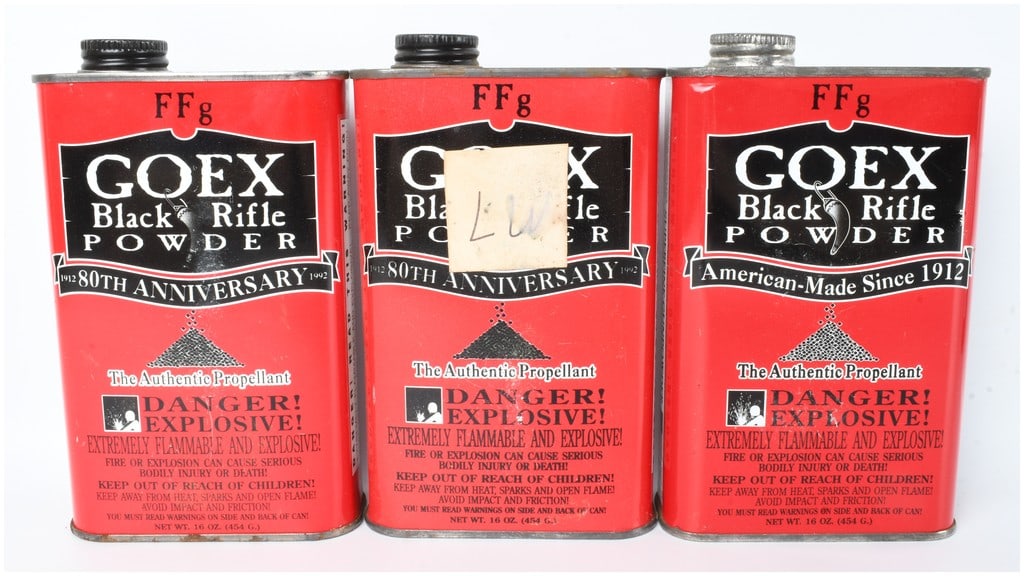 FFg
GOEX
Black Rifle
POWDER
1912 80TH ANNIVERSARY 1992
The Authentic Propellant
DANGER!
EXPLOSIVE!
EXTREMELY FLAMMABLE AND EXPLOSIVE!
FIRE OR EXPLOSION CAN CAUSE SERIOUS
BODILY INJURY OR DEATH!
KEEP OUT OF REACH OF CHILDREN!
KEEP AWAY FROM HEAT, SPARKS AND OPEN FLAME!
AVOID IMPACT AND FRICTION!
YOU MUST READ WARNINGS ON SIDE AND BACK OF CAN!
NET WT. 16 OZ. (454 G.)
FFg
G EX
Bla fle
PO DER
L W
1912 80TH ANNIVERSARY 1992
The Authentic Propellant
DANGER!
EXPLOSIVE!
EXTREMELY FLAMMABLE AND EXPLOSIVE!
FIRE OR EXPLOSION CAN CAUSE SERIOUS
BODILY INJURY OR DEATH!
KEEP OUT OF REACH OF CHILDREN!
KEEP AWAY FROM HEAT, SPARKS AND OPEN FLAME!
AVOID IMPACT AND FRICTION!
YOU MUST READ WARNINGS ON SIDE AND BACK OF CAN!
NET WT. 16 OZ. (454 G.)
FFg
GOEX
Black Rifle
POWDER
American-Made Since 1912
The Authentic Propellant
DANGER!
EXPLOSIVE!
EXTREMELY FLAMMABLE AND EXPLOSIVE!
FIRE OR EXPLOSION CAN CAUSE SERIOUS
BODILY INJURY OR DEATH!
KEEP OUT OF REACH OF CHILDREN!
KEEP AWAY FROM HEAT, SPARKS AND OPEN FLAME!
AVOID IMPACT AND FRICTION!
YOU MUST READ WARNINGS ON SIDE AND BACK OF CAN!
NET WT. 16 OZ. (454 G.)